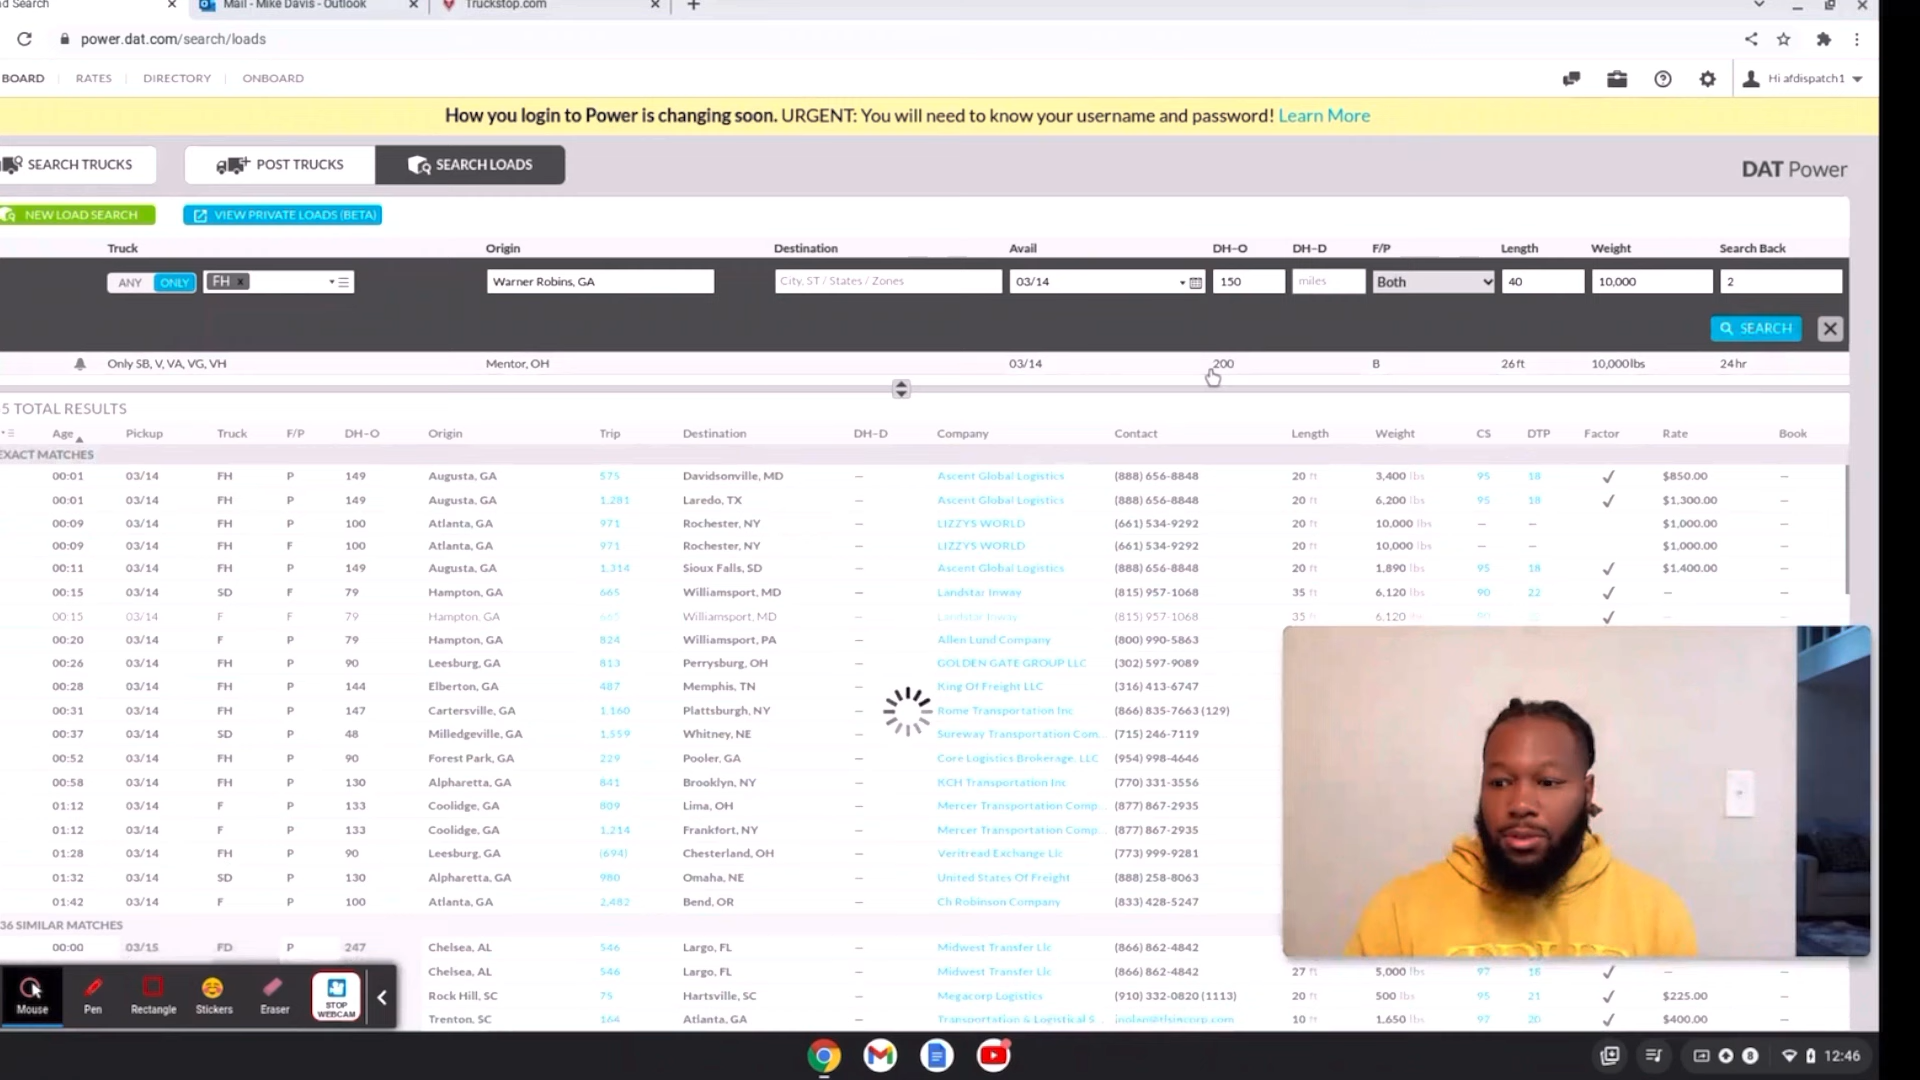 d Search
Mail - Mike Davis - Outlook
Truckstop.com
power.dat.com/search/loads
BOARD RATES DIRECTORY ONBOARD Hi afdispatch1
How you login to Power is changing soon. URGENT: You will need to know your username and password! Learn More
SEARCH TRUCKS POST TRUCKS SEARCH LOADS DAT Power
NEW LOAD SEARCH VIEW PRIVATE LOADS (BETA)
Truck Origin Destination Avail DH-O DH-D F/P Length Weight Search Back
ANY ONLY FH x Warner Robins, GA City, ST / States / Zones 03/14 150 miles Both 40 10,000 2
SEARCH
Only SB, V, VA, VG, VH Mentor, OH 03/14 200 B 26 ft 10,000 lbs 24 hr
5 TOTAL RESULTS
Age Pickup Truck F/P DH-O Origin Trip Destination DH-D Company Contact Length Weight CS DTP Factor Rate Book
EXACT MATCHES
00:01 03/14 FH P 149 Augusta, GA 575 Davidsonville, MD – Ascent Global Logistics (888) 656-8848 20 ft 3,400 lbs 95 18 ✓ $850.00 –
00:01 03/14 FH P 149 Augusta, GA 1,281 Laredo, TX – Ascent Global Logistics (888) 656-8848 20 ft 6,200 lbs 95 18 ✓ $1,300.00 –
00:09 03/14 FH P 100 Atlanta, GA 971 Rochester, NY – LIZZYS WORLD (661) 534-9292 20 ft 10,000 lbs – – $1,000.00 –
00:09 03/14 FH F 100 Atlanta, GA 971 Rochester, NY – LIZZYS WORLD (661) 534-9292 20 ft 10,000 lbs – – $1,000.00 –
00:11 03/14 FH P 149 Augusta, GA 1,314 Sioux Falls, SD – Ascent Global Logistics (888) 656-8848 20 ft 1,890 lbs 95 18 ✓ $1,400.00 –
00:15 03/14 SD F 79 Hampton, GA 665 Williamsport, MD – Landstar Inway (815) 957-1068 35 ft 6,120 lbs 90 22 ✓ – –
00:15 03/14 F F 79 Hampton, GA 665 Williamsport, MD – Landstar Inway (815) 957-1068 35 ft 6,120 lbs 90 ✓ – –
00:20 03/14 F P 79 Hampton, GA 824 Williamsport, PA – Allen Lund Company (800) 990-5863
00:26 03/14 FH P 90 Leesburg, GA 813 Perrysburg, OH – GOLDEN GATE GROUP LLC (302) 597-9089
00:28 03/14 FH P 144 Elberton, GA 487 Memphis, TN – King Of Freight LLC (316) 413-6747
00:31 03/14 FH P 147 Cartersville, GA 1,160 Plattsburgh, NY – Rome Transportation Inc (866) 835-7663 (129)
00:37 03/14 SD P 48 Milledgeville, GA 1,559 Whitney, NE – Sureway Transportation Com... (715) 246-7119
00:52 03/14 FH P 90 Forest Park, GA 229 Pooler, GA – Core Logistics Brokerage, LLC (954) 998-4646
00:58 03/14 FH P 130 Alpharetta, GA 841 Brooklyn, NY – KCH Transportation Inc (770) 331-3556
01:12 03/14 F P 133 Coolidge, GA 809 Lima, OH – Mercer Transportation Comp... (877) 867-2935
01:12 03/14 F P 133 Coolidge, GA 1,214 Frankfort, NY – Mercer Transportation Comp... (877) 867-2935
01:28 03/14 FH P 90 Leesburg, GA (694) Chesterland, OH – Veritread Exchange Llc (773) 999-9281
01:32 03/14 SD P 130 Alpharetta, GA 980 Omaha, NE – United States Of Freight (888) 258-8063
01:42 03/14 F P 100 Atlanta, GA 2,482 Bend, OR – Ch Robinson Company (833) 428-5247
36 SIMILAR MATCHES
00:00 03/15 FD P 247 Chelsea, AL 546 Largo, FL – Midwest Transfer Llc (866) 862-4842
Chelsea, AL 546 Largo, FL – Midwest Transfer Llc (866) 862-4842 27 ft 5,000 lbs 97 18 ✓ – –
Rock Hill, SC 75 Hartsville, SC – Megacorp Logistics (910) 332-0820 (1113) 20 ft 500 lbs 95 21 ✓ $225.00 –
Trenton, SC 164 Atlanta, GA – Transportation & Logistical S... jnolan@tlsincorp.com 10 ft 1,650 lbs 97 20 ✓ $400.00 –
Mouse Pen Rectangle Stickers Eraser STOP WEBCAM
12:46